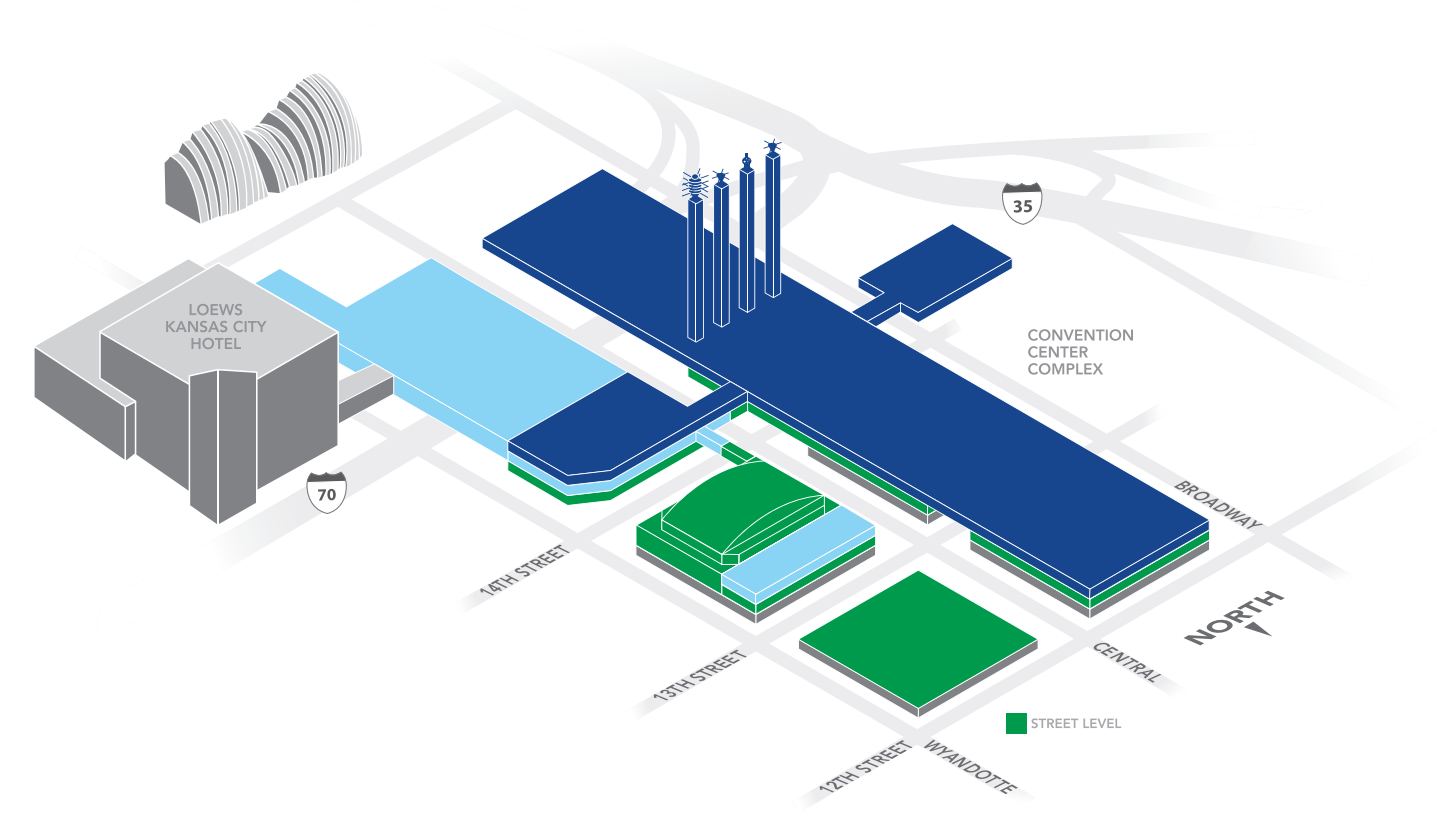 35
LOEWS
KANSAS CITY
HOTEL
CONVENTION
CENTER
COMPLEX
70
BROADWAY
14TH STREET
NORTH
13TH STREET
CENTRAL
STREET LEVEL
12TH STREET
WYANDOTTE